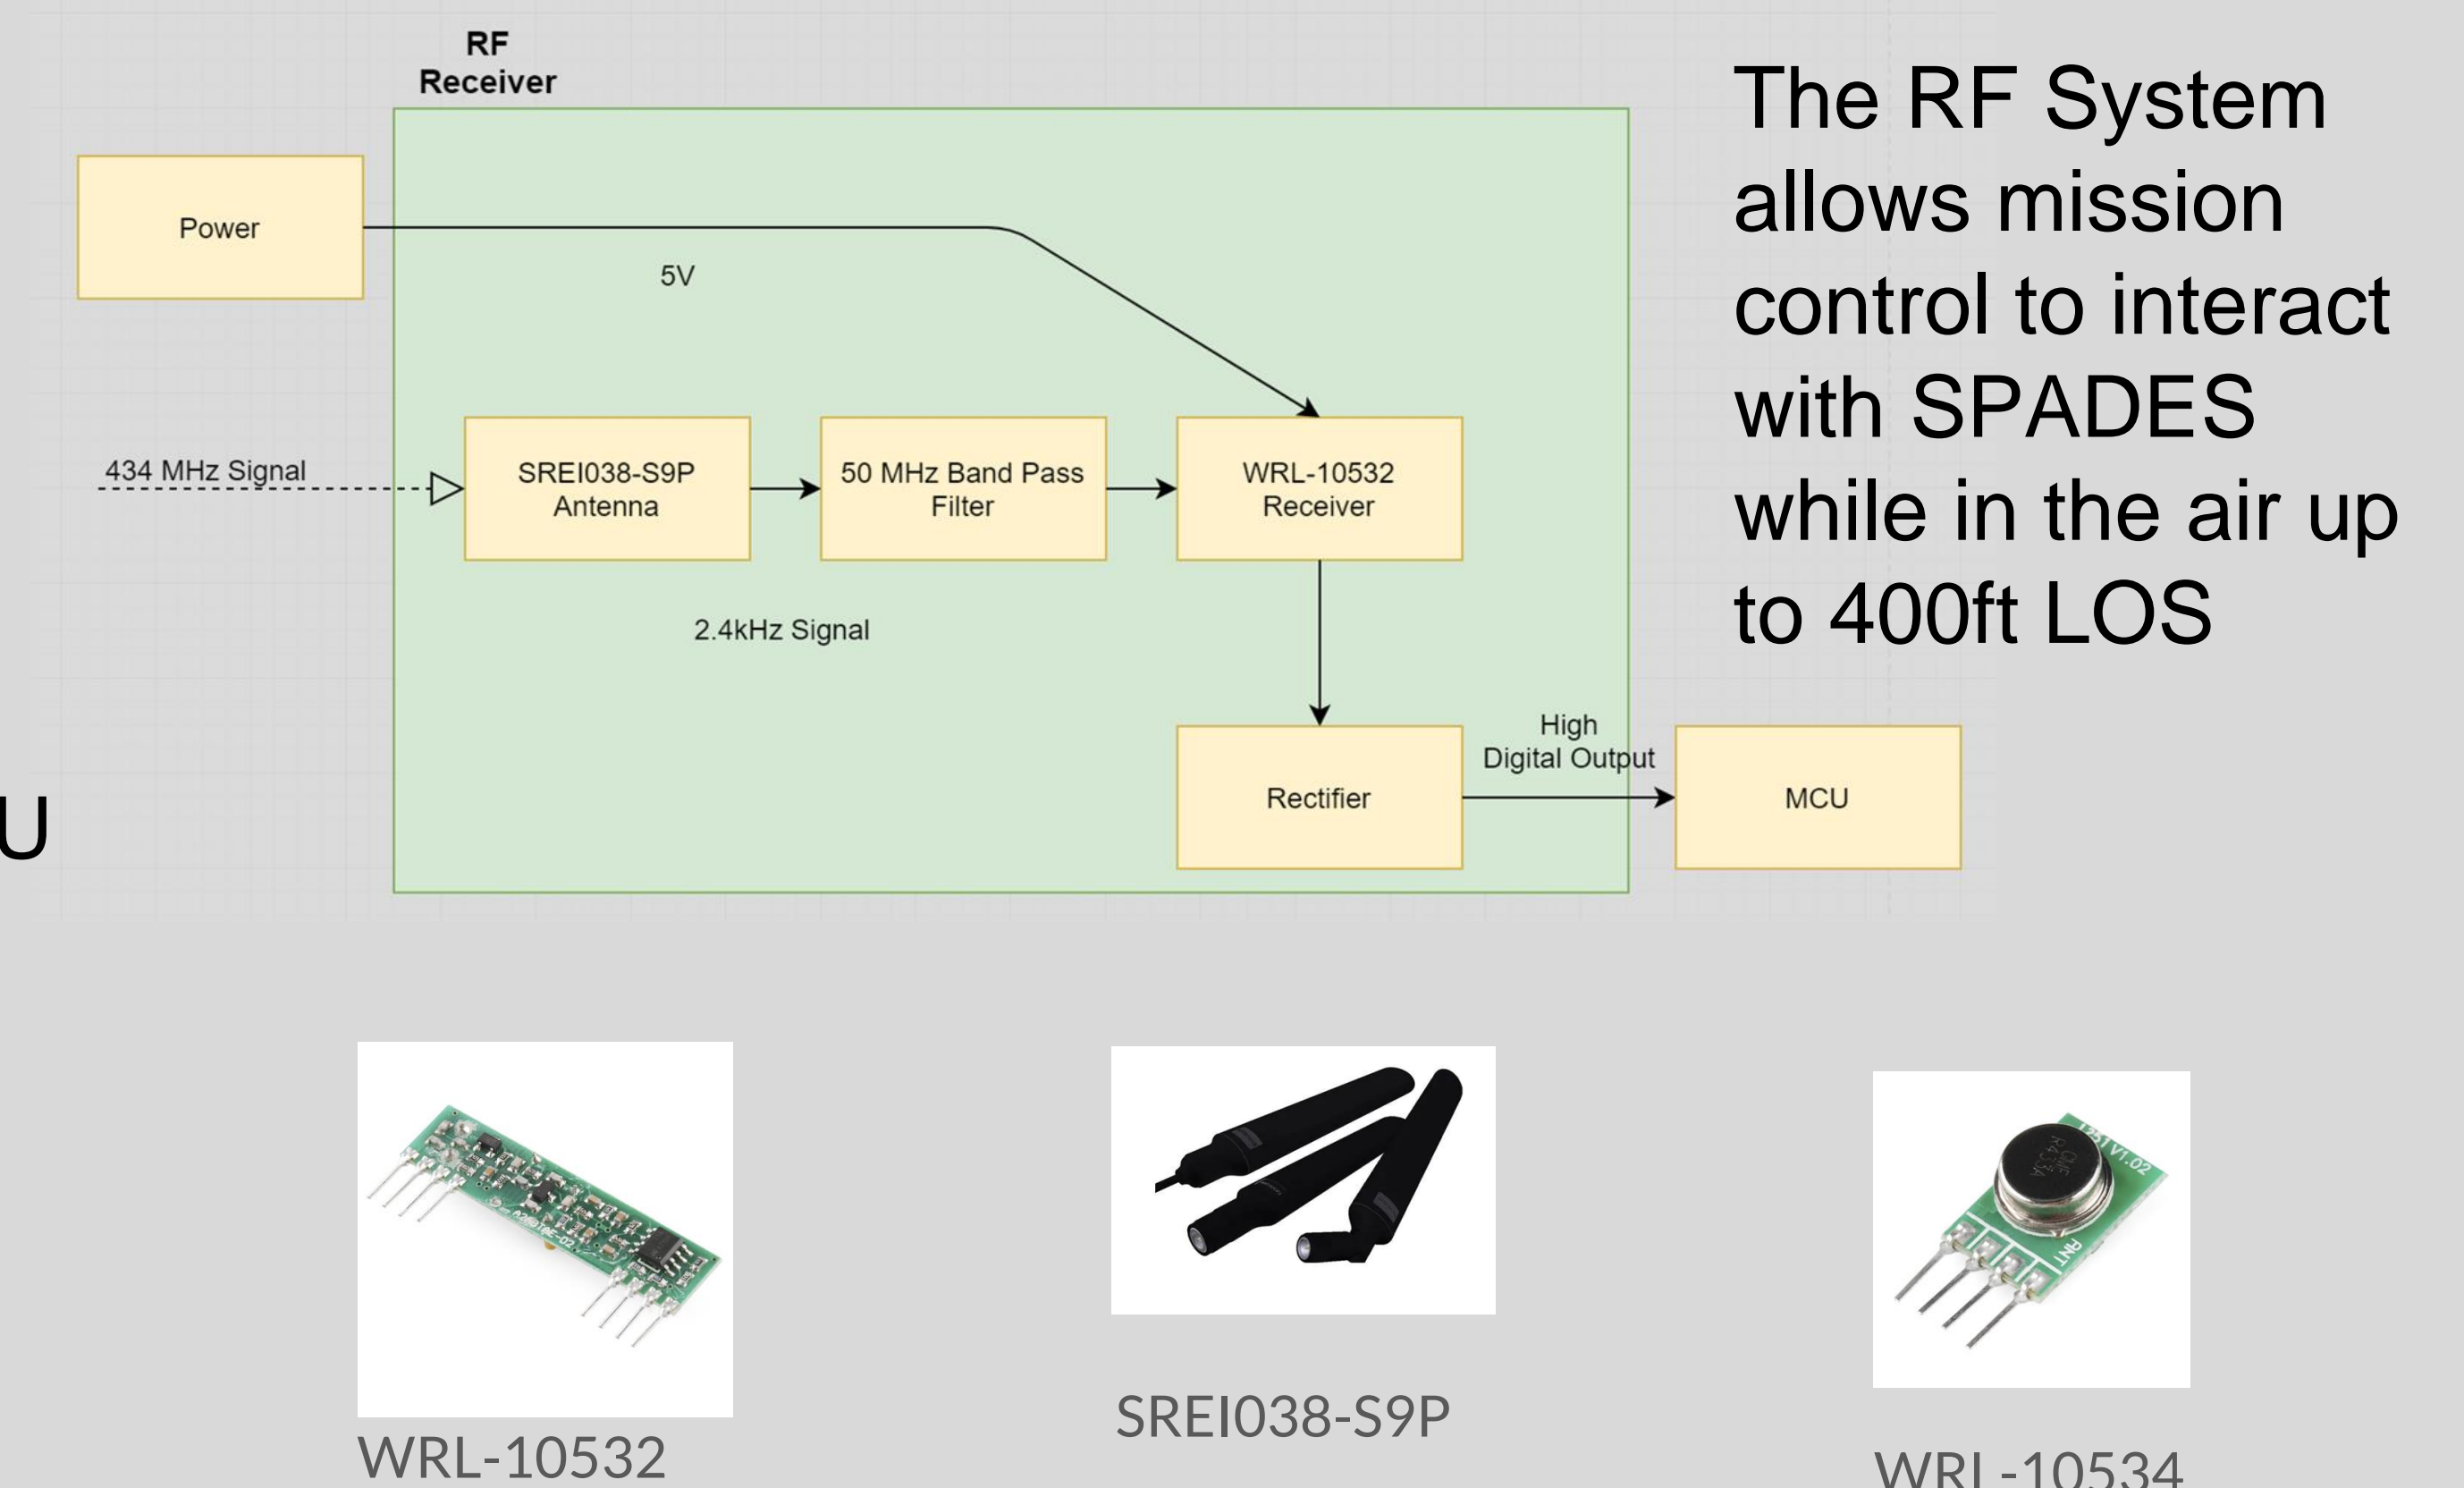 RF
Receiver
Power
5V
434 MHz Signal
SREI038-S9P
Antenna
50 MHz Band Pass
Filter
WRL-10532
Receiver
2.4kHz Signal
Rectifier
High
Digital Output
MCU
U
The RF System
allows mission
control to interact
with SPADES
while in the air up
to 400ft LOS
ANT
WRL-10532
SREI038-S9P
WRL-10534